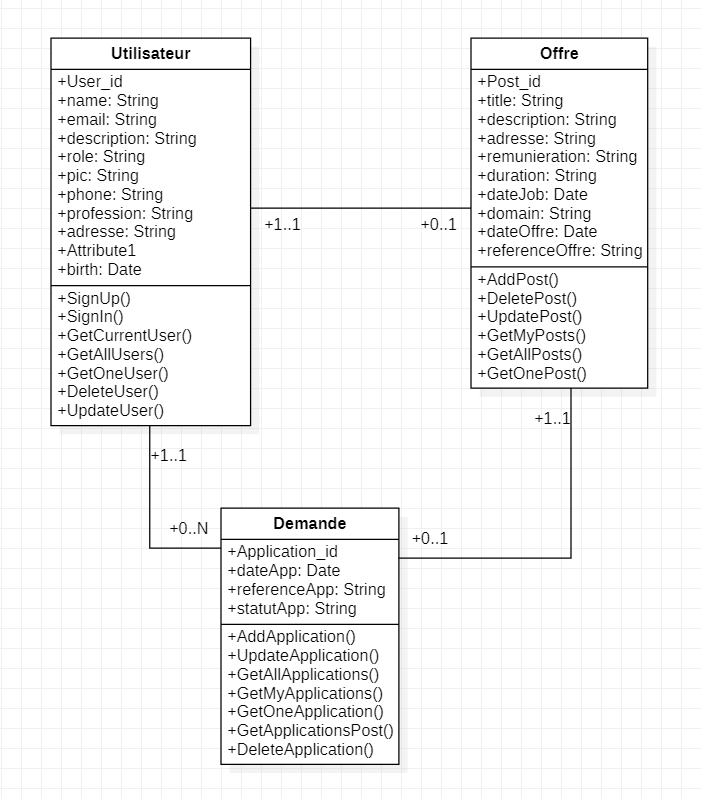 Utilisateur
+User_id
+name: String
+email: String
+description: String
+role: String
+pic: String
+phone: String
+profession: String
+adresse: String
+Attribute1
+birth: Date
+SignUp()
+SignIn()
+GetCurrentUser()
+GetAllUsers()
+GetOneUser()
+DeleteUser()
+UpdateUser()
+1..1
+0..1
Offre
+Post_id
+title: String
+description: String
+adresse: String
+remunieration: String
+duration: String
+dateJob: Date
+domain: String
+dateOffre: Date
+referenceOffre: String
+AddPost()
+DeletePost()
+UpdatePost()
+GetMyPosts()
+GetAllPosts()
+GetOnePost()
+1..1
+1..1
+0..N
+0..1
Demande
+Application_id
+dateApp: Date
+referenceApp: String
+statutApp: String
+AddApplication()
+UpdateApplication()
+GetAllApplications()
+GetMyApplications()
+GetOneApplication()
+GetApplicationsPost()
+DeleteApplication()